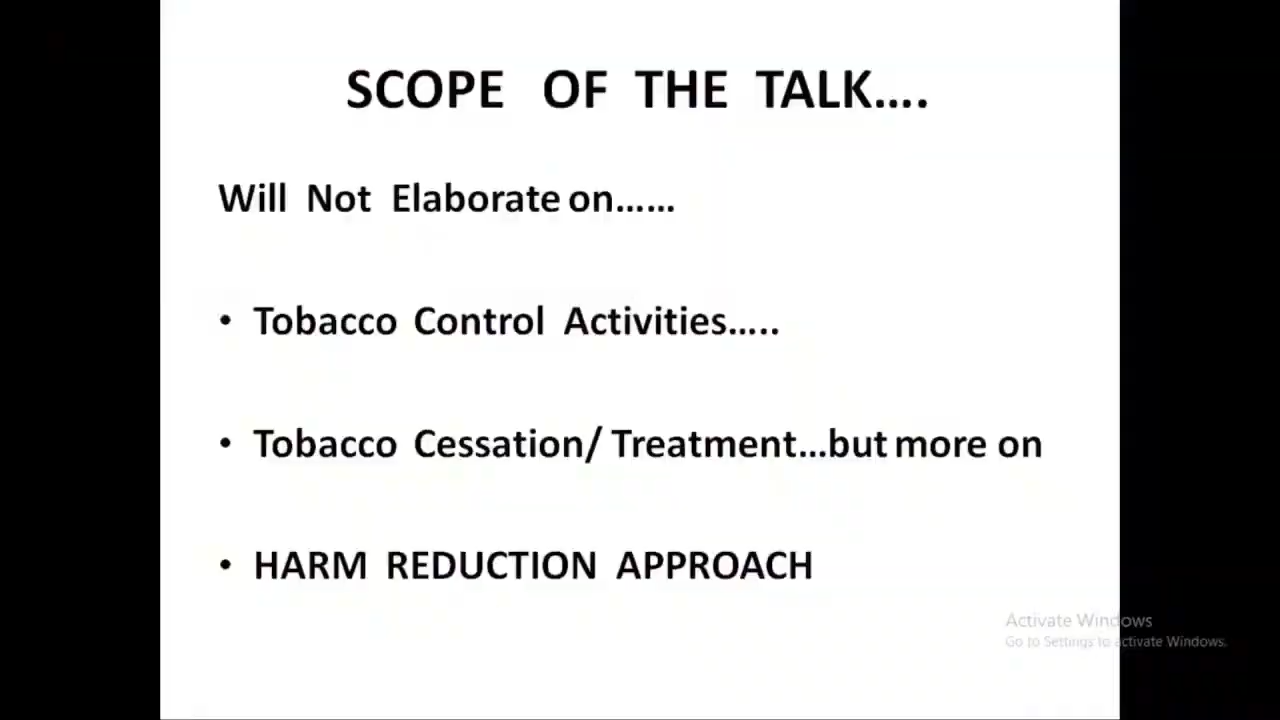 SCOPE OF THE TALK....
Will Not Elaborate on......
• Tobacco Control Activities.....
• Tobacco Cessation/ Treatment...but more on
• HARM REDUCTION APPROACH
Activate Windows
Go to Settings to activate Windows.